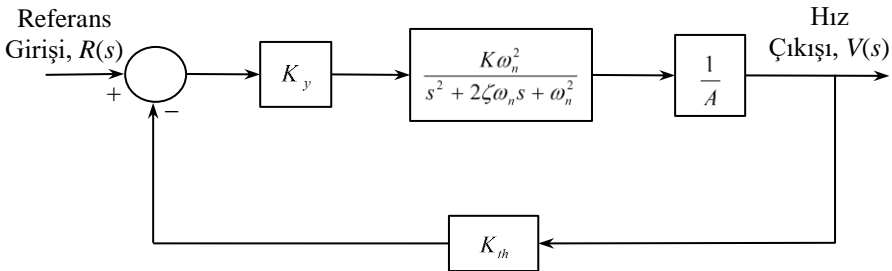 Referans
Girişi, R(s)
Hız
Çıkışı, V(s)
+
−
K_y
Kω_n^2
s^2 + 2ζω_n s + ω_n^2
1
A
K_th